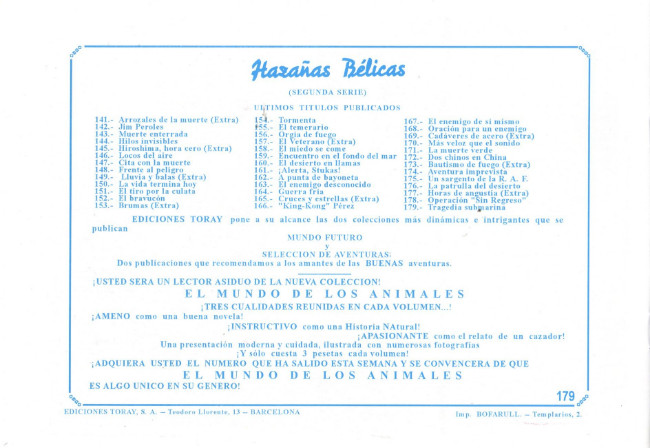 Hazañas Bélicas
(SEGUNDA SERIE)
ULTIMOS TITULOS PUBLICADOS
141.- Arrozales de la muerte (Extra)
142.- Jim Peroles
143.- Muerte enterrada
144.- Hilos invisibles
145.- Hiroshima, hora cero (Extra)
146.- Locos del aire
147.- Cita con la muerte
148.- Frente al peligro
149.- Lluvia y balas (Extra)
150.- La vida termina hoy
151.- El tiro por la culata
152.- El bravucón
153.- Brumas (Extra)
154.- Tormenta
155.- El temerario
156.- Orgía de fuego
157.- El Veterano (Extra)
158.- El miedo se come
159.- Encuentro en el fondo del mar
160.- El desierto en llamas
161.- ¡Alerta, Stukas!
162.- A punta de bayoneta
163.- El enemigo desconocido
164.- Guerra fría
165.- Cruces y estrellas (Extra)
166.- "King-Kong" Pérez
167.- El enemigo de sí mismo
168.- Oración para un enemigo
169.- Cadáveres de acero (Extra)
170.- Más veloz que el sonido
171.- La muerte verde
172.- Dos chinos en China
173.- Bautismo de fuego (Extra)
174.- Aventura imprevista
175.- Un sargento de la R. A. F.
176.- La patrulla del desierto
177.- Horas de angustia (Extra)
178.- Operación "Sin Regreso"
179.- Tragedia submarina
EDICIONES TORAY pone a su alcance las dos colecciones más dinámicas e intrigantes que se
publican
MUNDO FUTURO
y
SELECCION DE AVENTURAS:
Dos publicaciones que recomendamos a los amantes de las BUENAS aventuras.
¡USTED SERA UN LECTOR ASIDUO DE LA NUEVA COLECCION!
EL MUNDO DE LOS ANIMALES
¡TRES CUALIDADES REUNIDAS EN CADA VOLUMEN...!
¡AMENO como una buena novela!
¡INSTRUCTIVO como una Historia NAtural!
¡APASIONANTE como el relato de un cazador!
Una presentación moderna y cuidada, ilustrada con numerosas fotografías
¡Y sólo cuesta 3 pesetas cada volumen!
¡ADQUIERA USTED EL NUMERO QUE HA SALIDO ESTA SEMANA Y SE CONVENCERA DE QUE
EL MUNDO DE LOS ANIMALES
ES ALGO UNICO EN SU GENERO!
179
EDICIONES TORAY, S. A. - Teodoro Llorente, 13 - BARCELONA
Imp. BOFARULL. - Templarios, 2.